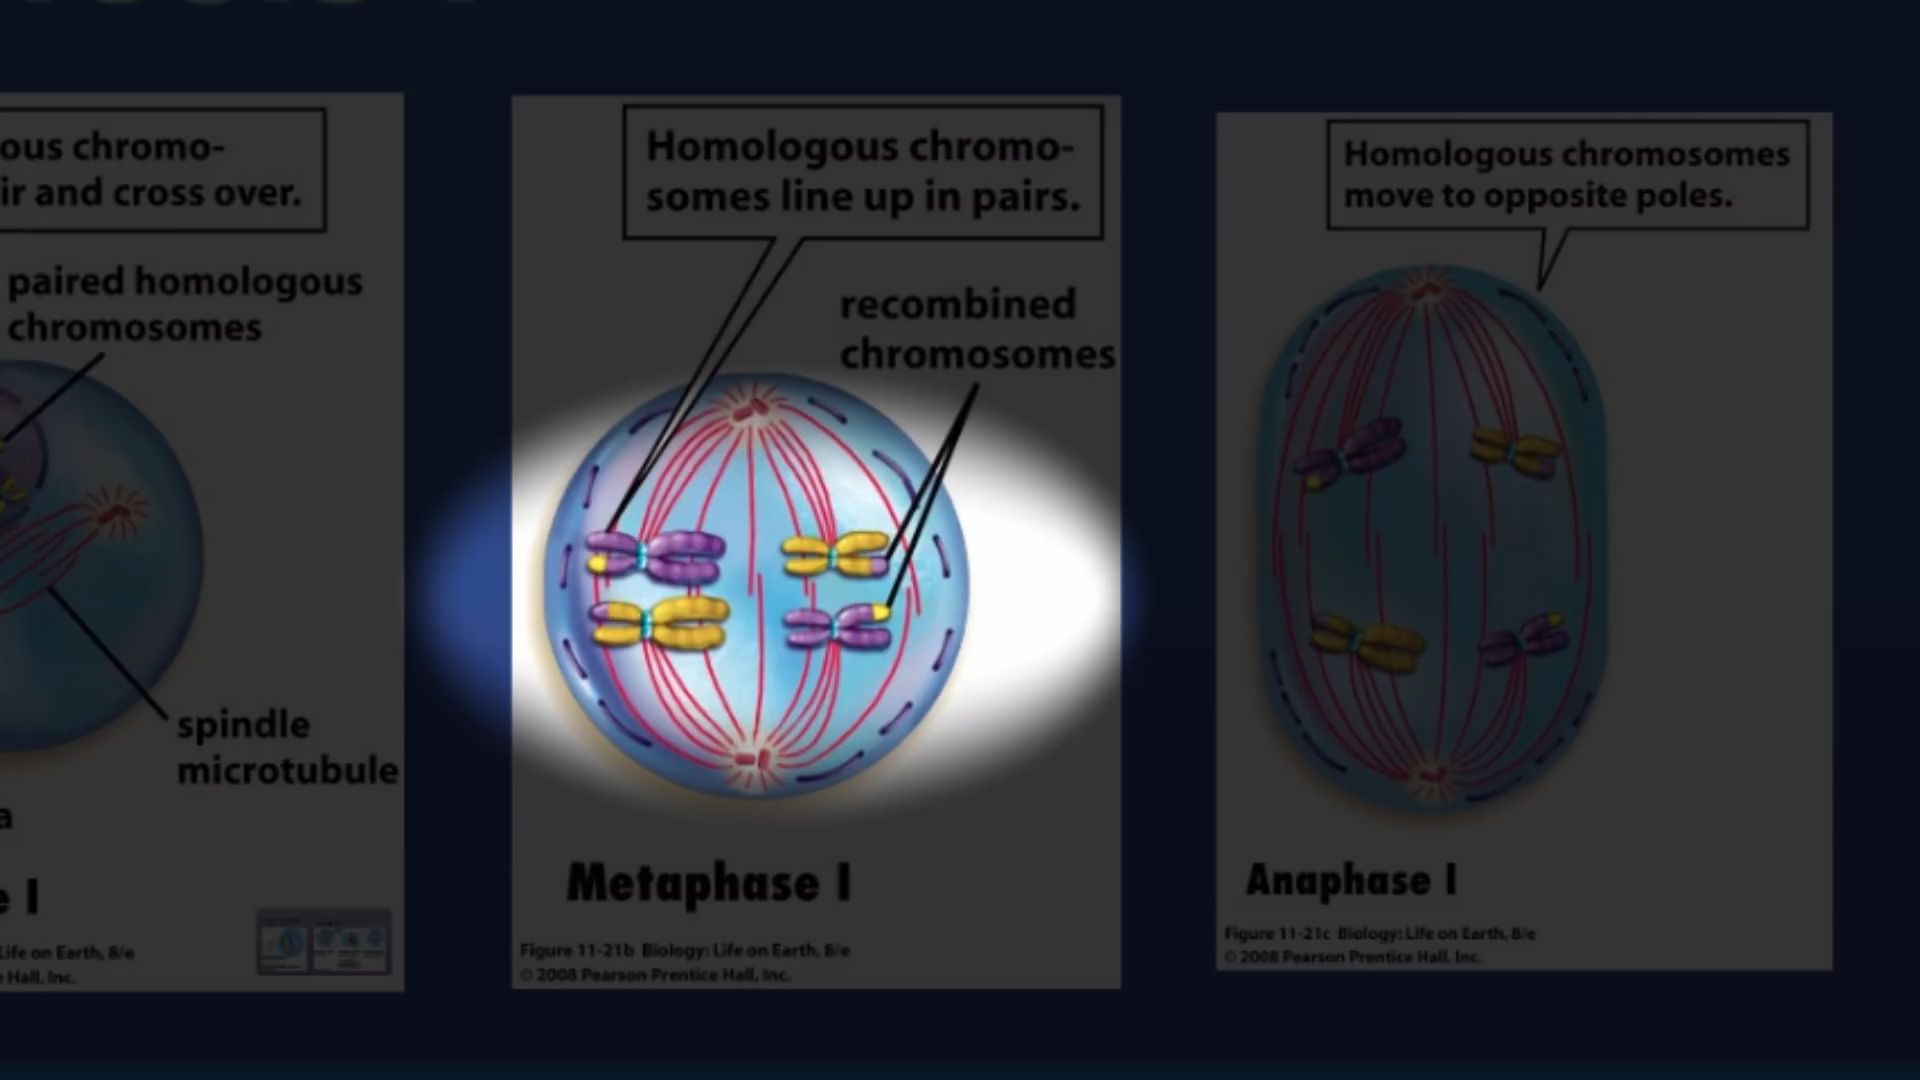 ous chromo-
ir and cross over.
paired homologous
chromosomes
spindle
microtubule
a
e I
Life on Earth, 8/e
e Hall, Inc.
Homologous chromo-
somes line up in pairs.
recombined
chromosomes
Metaphase I
Figure 11-21b Biology: Life on Earth, 8/e
© 2008 Pearson Prentice Hall, Inc.
Homologous chromosomes
move to opposite poles.
Anaphase I
Figure 11-21c Biology: Life on Earth, 8/e
© 2008 Pearson Prentice Hall, Inc.